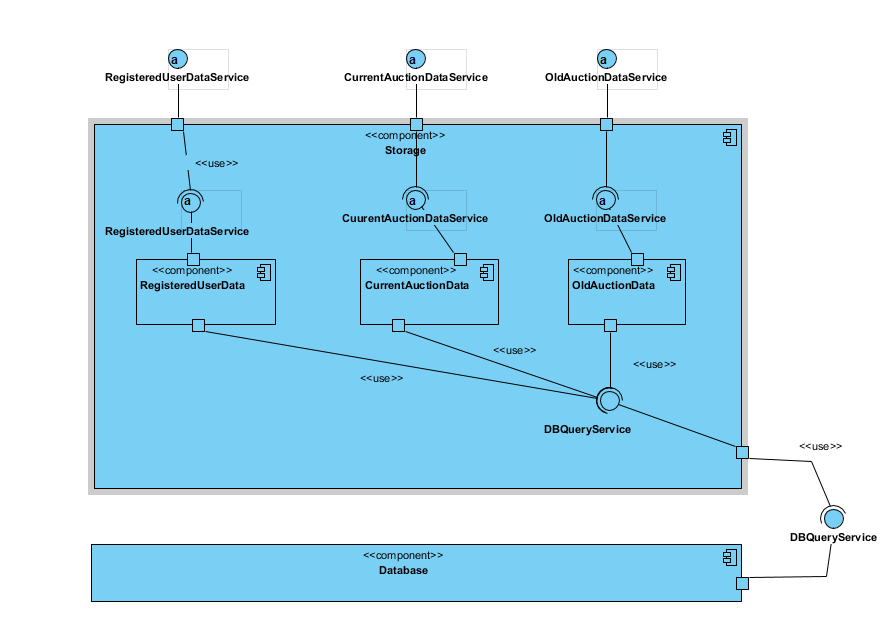 a a a
RegisteredUserDataService CurrentAuctionDataService OldAuctionDataService
<<component>>
Storage
<<use>>
a a a
CuurentAuctionDataService OldAuctionDataService
RegisteredUserDataService
<<component>> <<component>> <<component>>
RegisteredUserData CurrentAuctionData OldAuctionData
<<use>>
<<use>>
<<use>>
DBQueryService
<<use>>
DBQueryService
<<component>>
Database